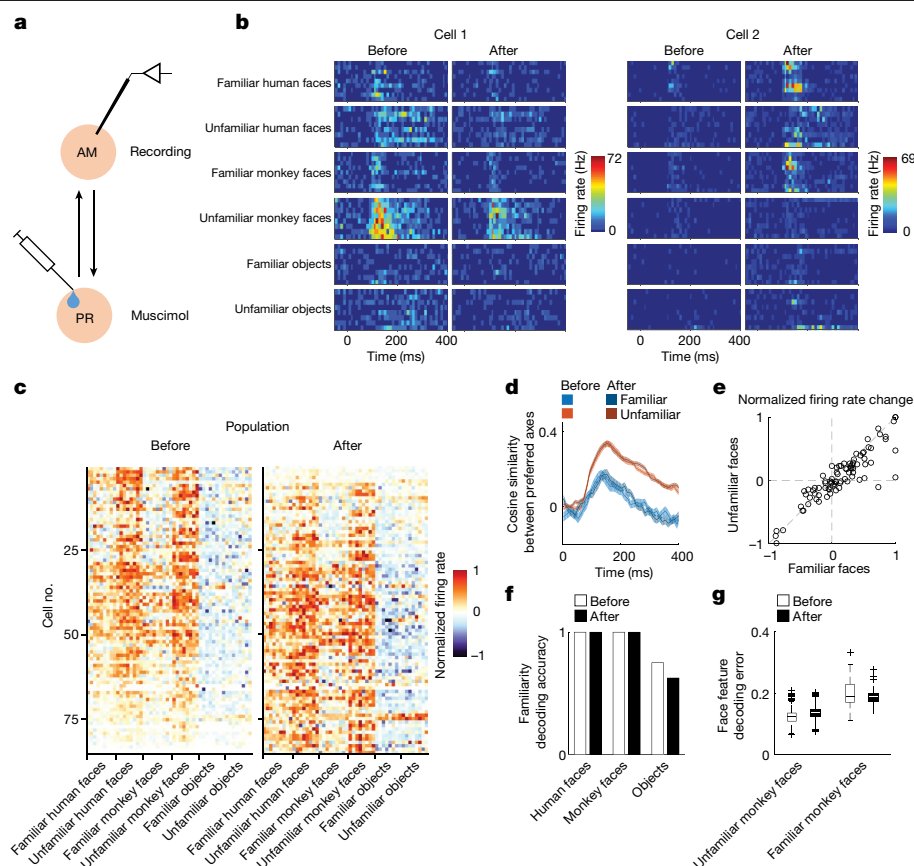 a
AM
Recording
PR
Muscimol
b
Cell 1
Cell 2
Before After
Before After
Familiar human faces
Unfamiliar human faces
Familiar monkey faces
Unfamiliar monkey faces
Familiar objects
Unfamiliar objects
Firing rate (Hz)
72
0
Firing rate (Hz)
69
0
0 200 400
Time (ms)
0 200 400
Time (ms)
c
Population
Before After
Cell no.
25
50
75
Normalized firing rate
1
0
−1
Familiar human faces
Unfamiliar human faces
Familiar monkey faces
Unfamiliar monkey faces
Familiar objects
Unfamiliar objects
Familiar human faces
Unfamiliar human faces
Familiar monkey faces
Unfamiliar monkey faces
Familiar objects
Unfamiliar objects
d
Before After
Familiar
Unfamiliar
Cosine similarity
between preferred axes
0.4
0
0 200 400
Time (ms)
e
Normalized firing rate change
Unfamiliar faces
1
0
−1
−1 0 1
Familiar faces
f
Before
After
Familiarity
decoding accuracy
1
0
Human faces
Monkey faces
Objects
g
Before
After
Face feature
decoding error
0.4
0.2
0
Unfamiliar monkey faces
Familiar monkey faces